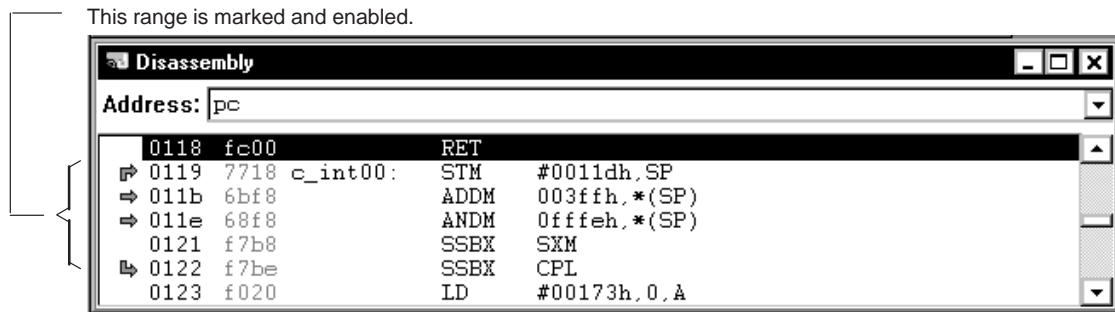 This range is marked and enabled.
Disassembly
Address: pc
0118 fc00 RET
0119 7718 c_int00: STM #0011dh,SP
011b 6bf8 ADDM 003ffh,*(SP)
011e 68f8 ANDM 0fffeh,*(SP)
0121 f7b8 SSBX SXM
0122 f7be SSBX CPL
0123 f020 LD #00173h,0,A